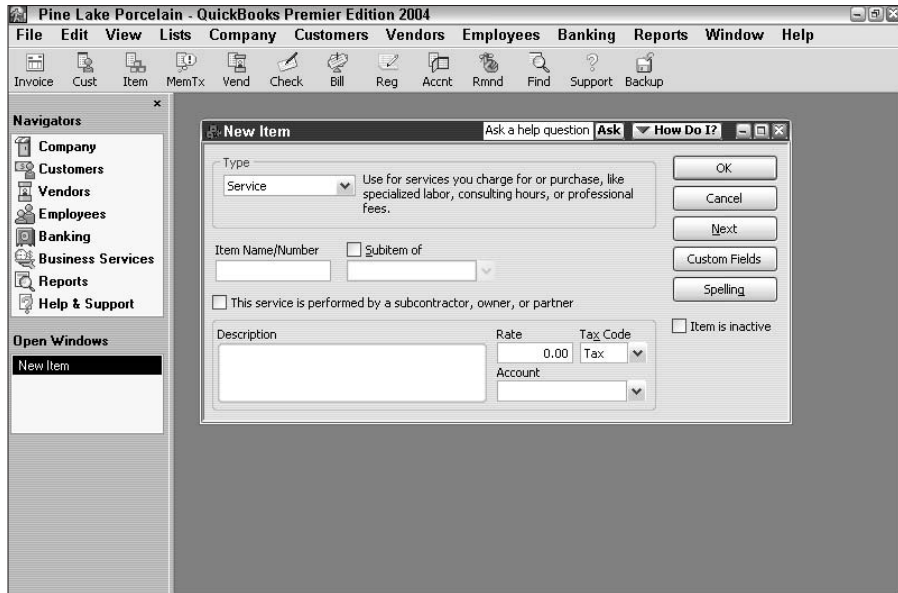 Pine Lake Porcelain - QuickBooks Premier Edition 2004
File Edit View Lists Company Customers Vendors Employees Banking Reports Window Help
Invoice Cust Item MemTx Vend Check Bill Reg Accnt Rmnd Find Support Backup
Navigators
Company
Customers
Vendors
Employees
Banking
Business Services
Reports
Help & Support
Open Windows
New Item
New Item Ask a help question Ask How Do I?
Type
Service
Use for services you charge for or purchase, like
specialized labor, consulting hours, or professional
fees.
OK
Cancel
Next
Custom Fields
Spelling
Item is inactive
Item Name/Number Subitem of
This service is performed by a subcontractor, owner, or partner
Description Rate Tax Code
0.00 Tax
Account